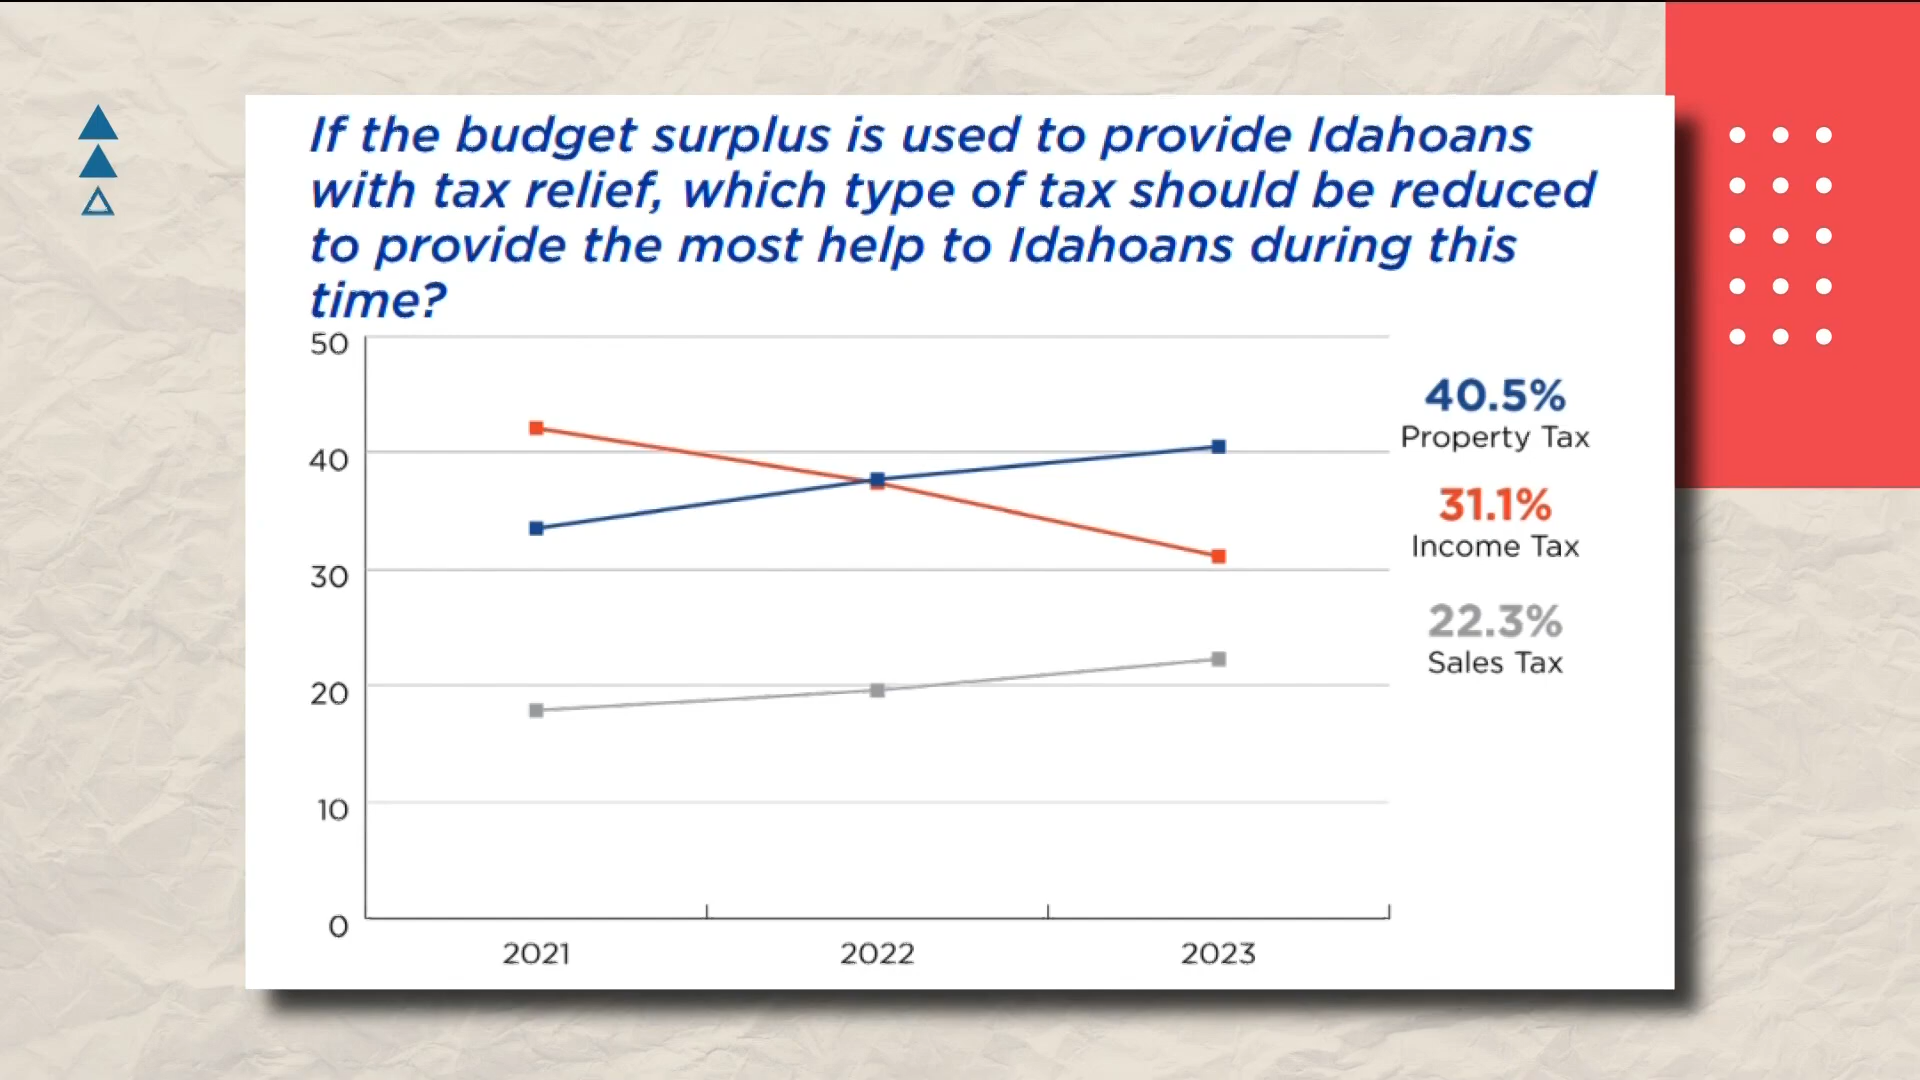 If the budget surplus is used to provide Idahoans
with tax relief, which type of tax should be reduced
to provide the most help to Idahoans during this
time?
50
40
30
20
10
0
2021 2022 2023
40.5%
Property Tax
31.1%
Income Tax
22.3%
Sales Tax